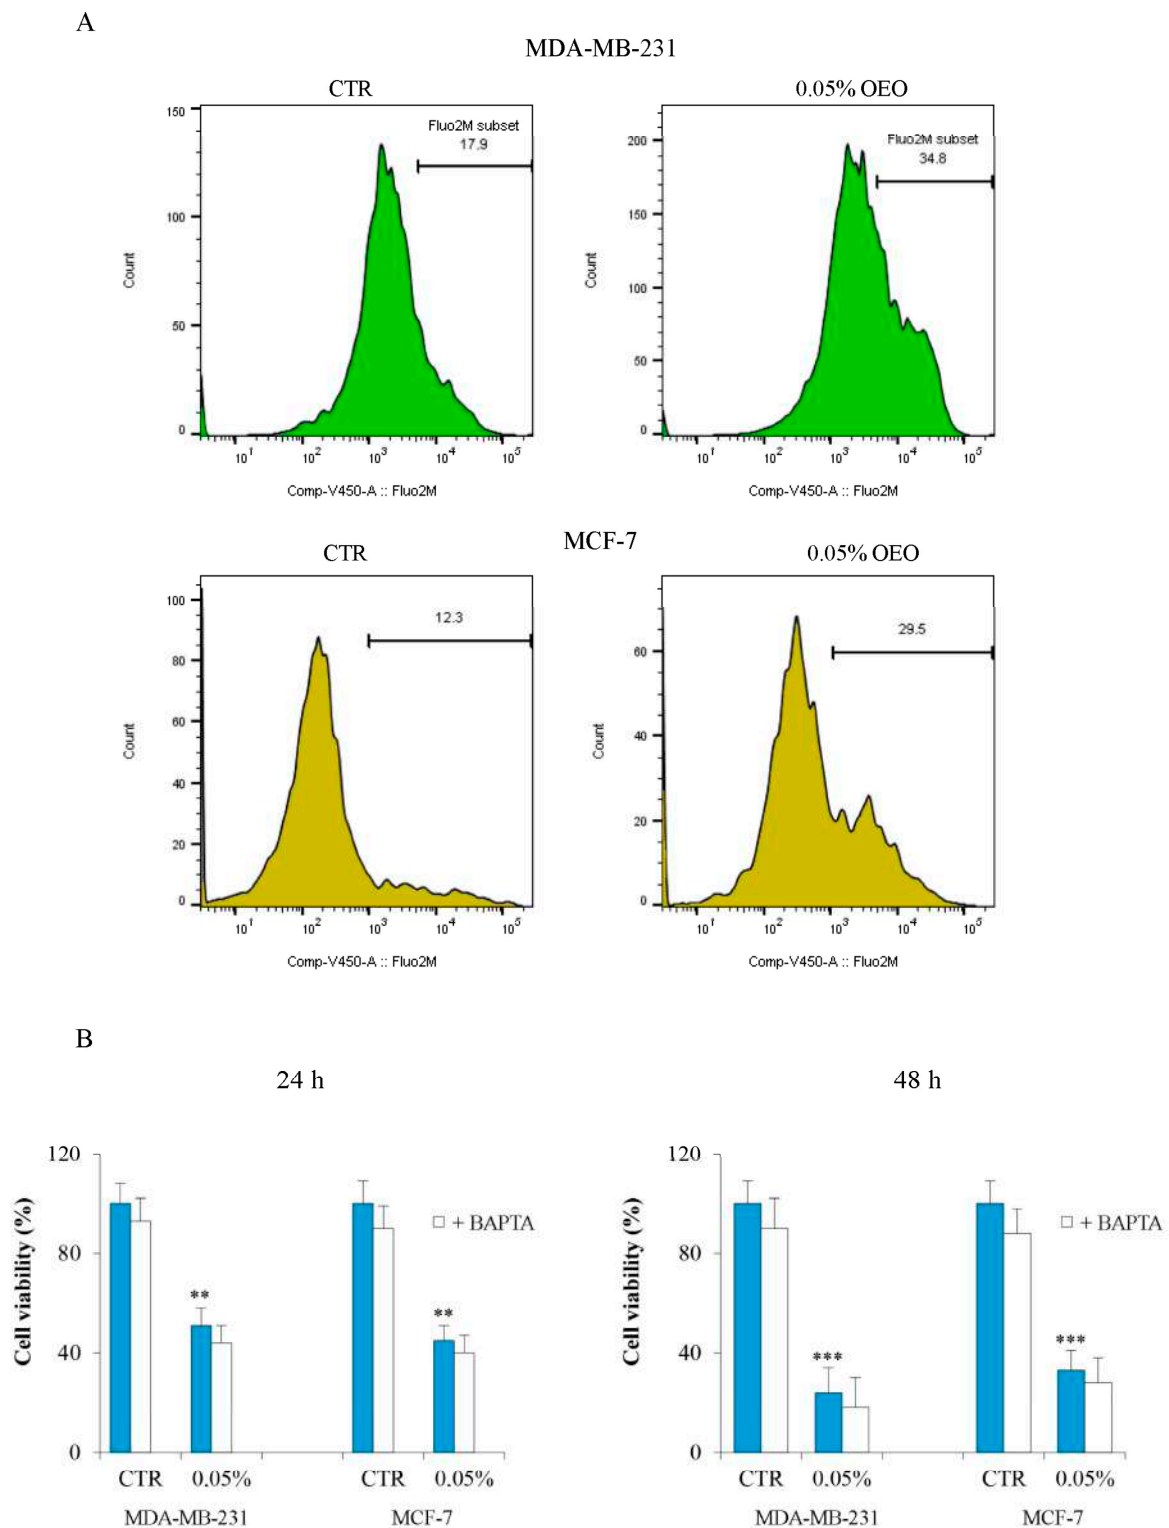 A
MDA-MB-231
CTR
0.05% OEO
150
100
50
0
Count
Fluo2M subset
17.9
10¹ 10² 10³ 10⁴ 10⁵
Comp-V450-A :: Fluo2M
200
150
100
50
0
Count
Fluo2M subset
34.8
10¹ 10² 10³ 10⁴ 10⁵
Comp-V450-A :: Fluo2M
MCF-7
CTR
0.05% OEO
100
80
60
40
20
0
Count
12.3
10¹ 10² 10³ 10⁴ 10⁵
Comp-V450-A :: Fluo2M
60
40
20
0
Count
29.5
10¹ 10² 10³ 10⁴ 10⁵
Comp-V450-A :: Fluo2M
B
24 h
120
80
40
0
Cell viability (%)
**
**
+ BAPTA
CTR 0.05% CTR 0.05%
MDA-MB-231 MCF-7
48 h
120
80
40
0
Cell viability (%)
***
***
+ BAPTA
CTR 0.05% CTR 0.05%
MDA-MB-231 MCF-7